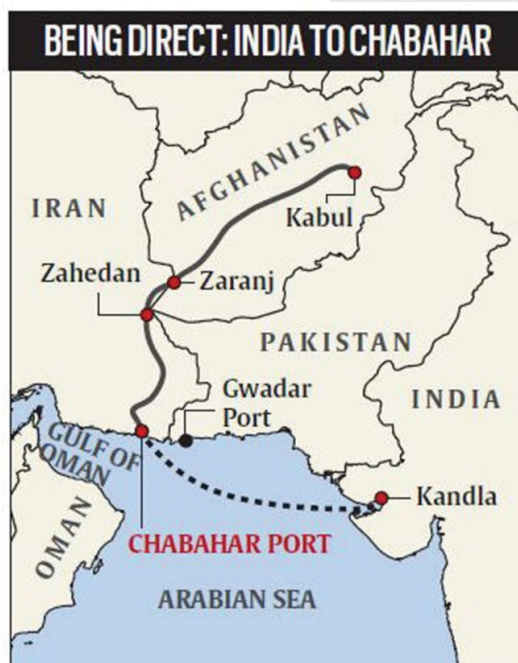 BEING DIRECT: INDIA TO CHABAHAR
AFGHANISTAN
IRAN
Kabul
Zahedan
Zaranj
PAKISTAN
Gwadar
Port
INDIA
GULF OF
OMAN
Kandla
OMAN
CHABAHAR PORT
ARABIAN SEA